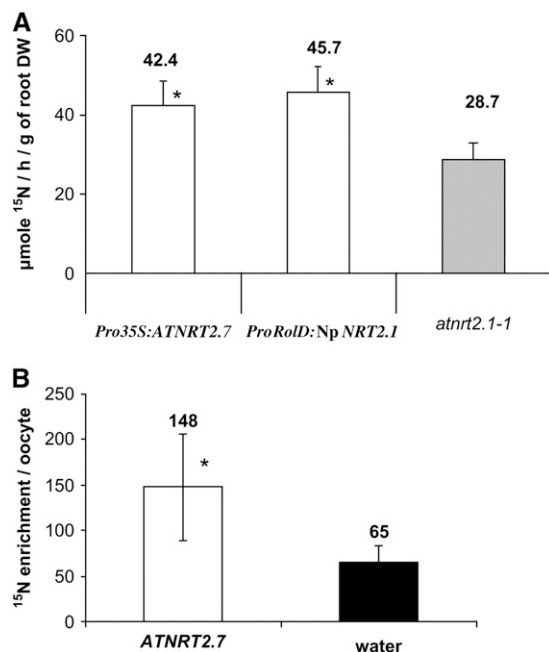 A
µmole ¹⁵N / h / g of root DW
60
40
20
0
42.4
*
45.7
*
28.7
Pro35S:ATNRT2.7
ProRolD:Np NRT2.1
atnrt2.1-1
B
¹⁵N enrichment / oocyte
250
200
150
100
50
0
148
*
65
ATNRT2.7
water